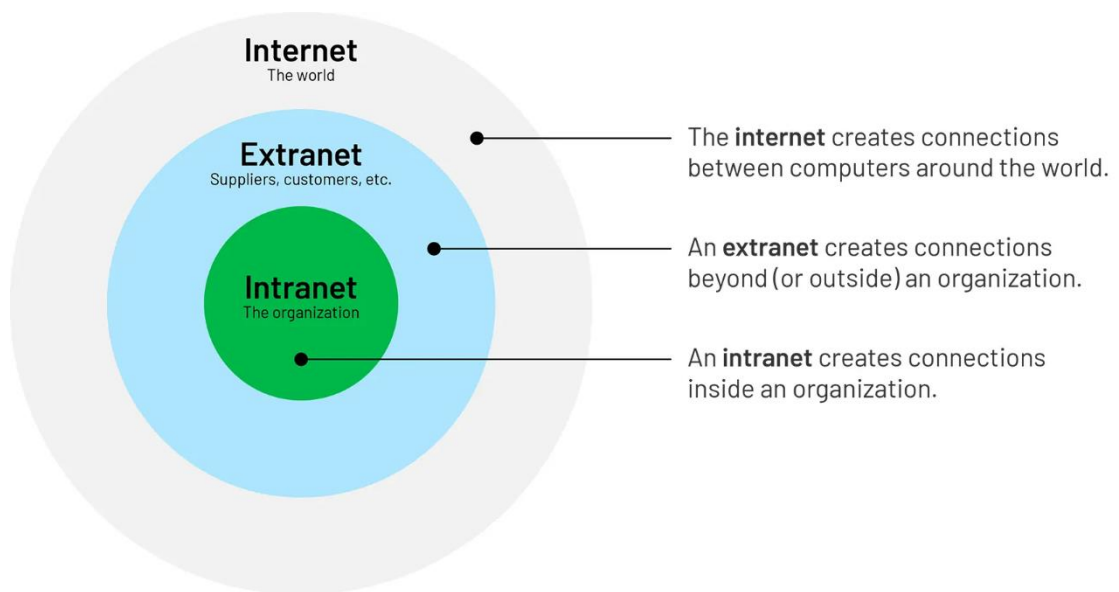 Internet
The world
Extranet
Suppliers, customers, etc.
Intranet
The organization
The internet creates connections
between computers around the world.
An extranet creates connections
beyond (or outside) an organization.
An intranet creates connections
inside an organization.